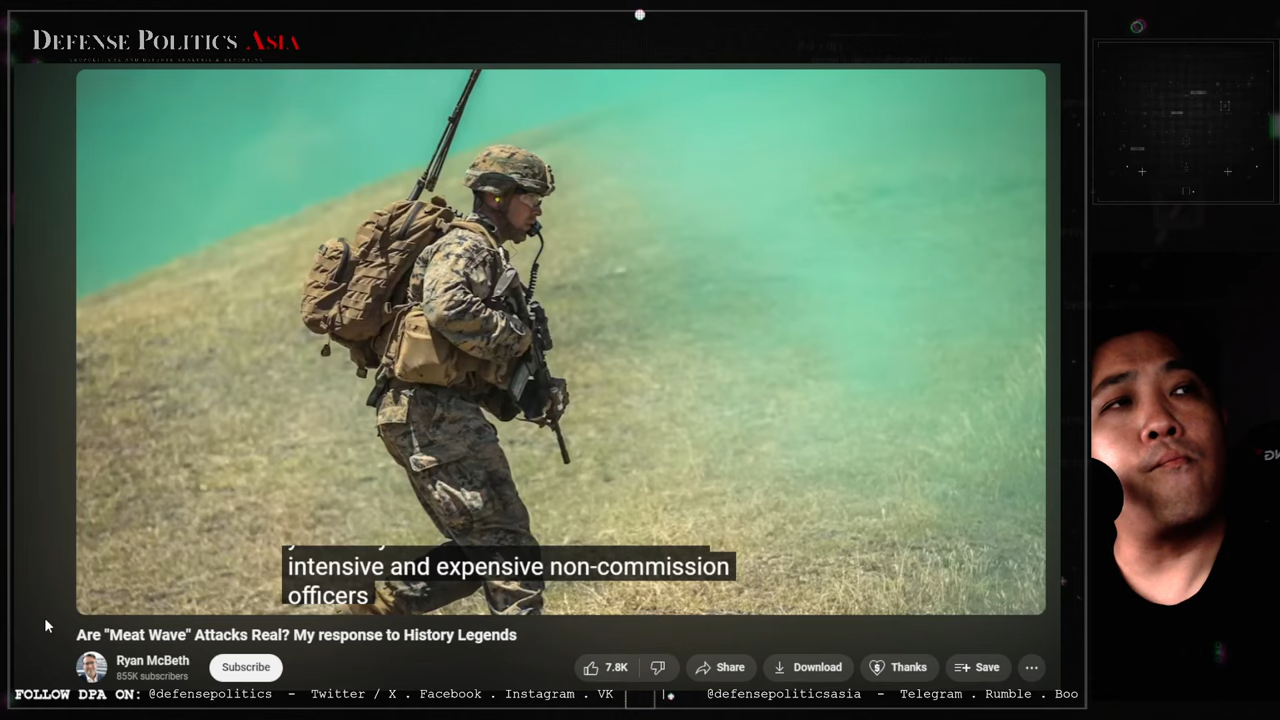 DEFENSE POLITICS ASIA
intensive and expensive non-commission
officers
Are "Meat Wave" Attacks Real? My response to History Legends
Ryan McBeth
855K subscribers
Subscribe
7.8K
Share
Download
Thanks
Save
FOLLOW DPA ON: @defensepolitics - Twitter / X . Facebook . Instagram . VK
@defensepoliticsasia - Telegram . Rumble . Boo